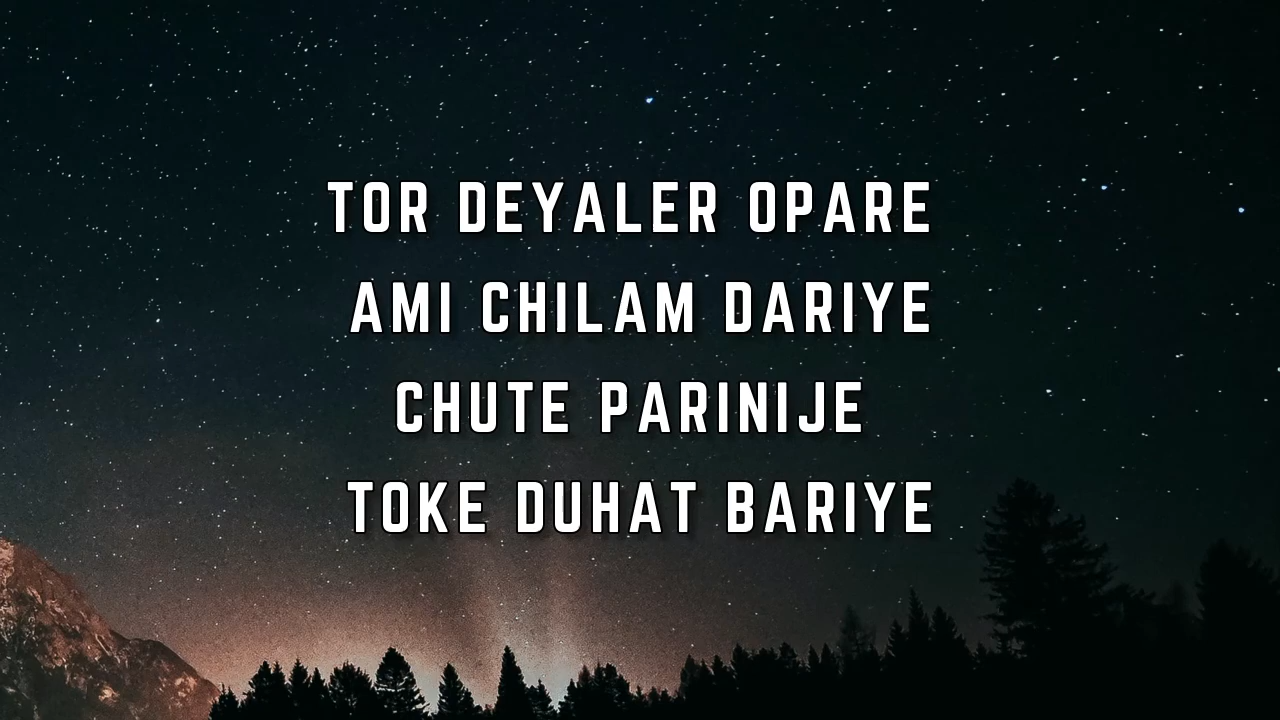 TOR DEYALER OPARE
AMI CHILAM DARIYE
CHUTE PARINIJE
TOKE DUHAT BARIYE